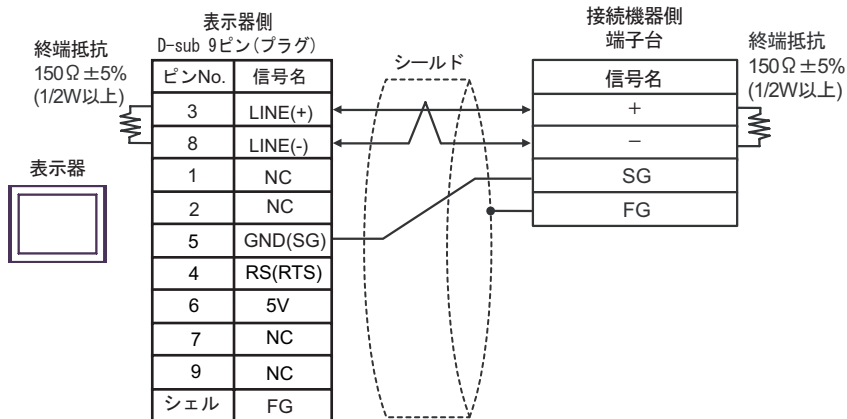 表示器側
D-sub 9ピン(プラグ)
終端抵抗
150Ω±5%
(1/2W以上)
表示器
ピンNo. 信号名
3 LINE(+)
8 LINE(-)
1 NC
2 NC
5 GND(SG)
4 RS(RTS)
6 5V
7 NC
9 NC
シェル FG
シールド
接続機器側
端子台
信号名
+
−
SG
FG
終端抵抗
150Ω±5%
(1/2W以上)